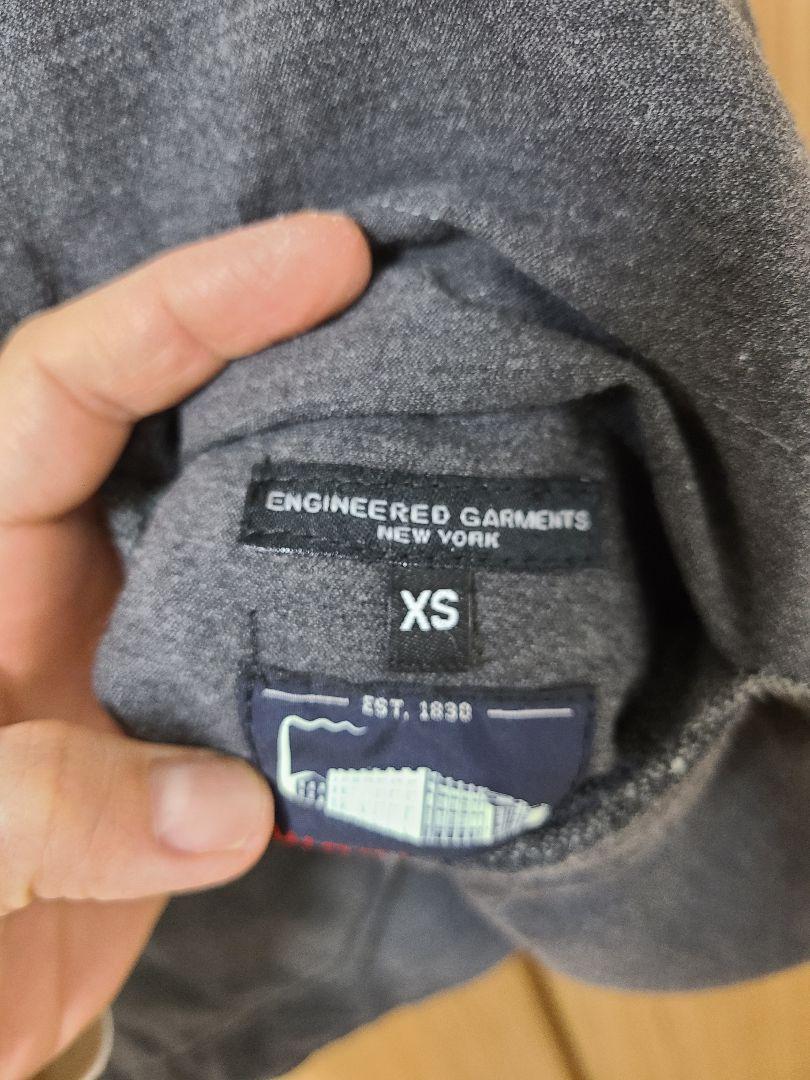 ENGINEERED GARMENTS
NEW YORK
XS
EST. 1838